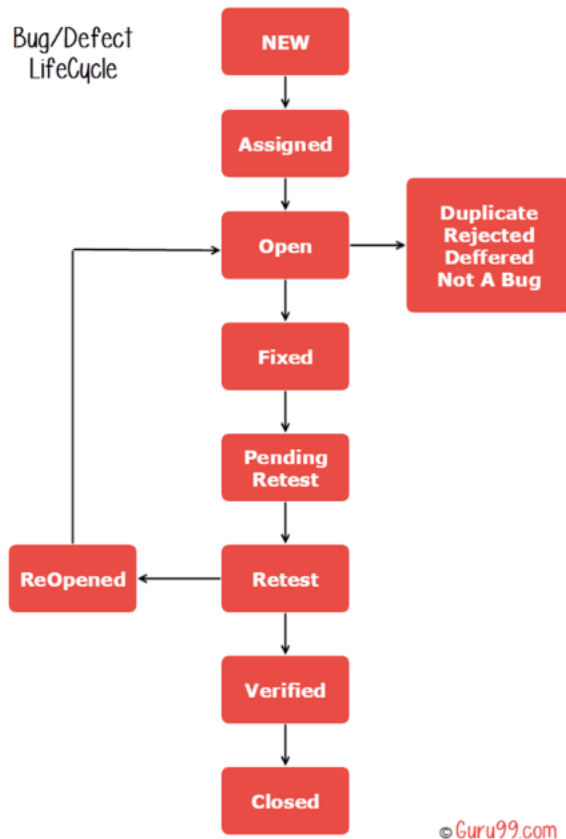 Bug/Defect
LifeCycle
NEW
Assigned
Open
Duplicate
Rejected
Deffered
Not A Bug
Fixed
Pending
Retest
ReOpened
Retest
Verified
Closed
© Guru99.com